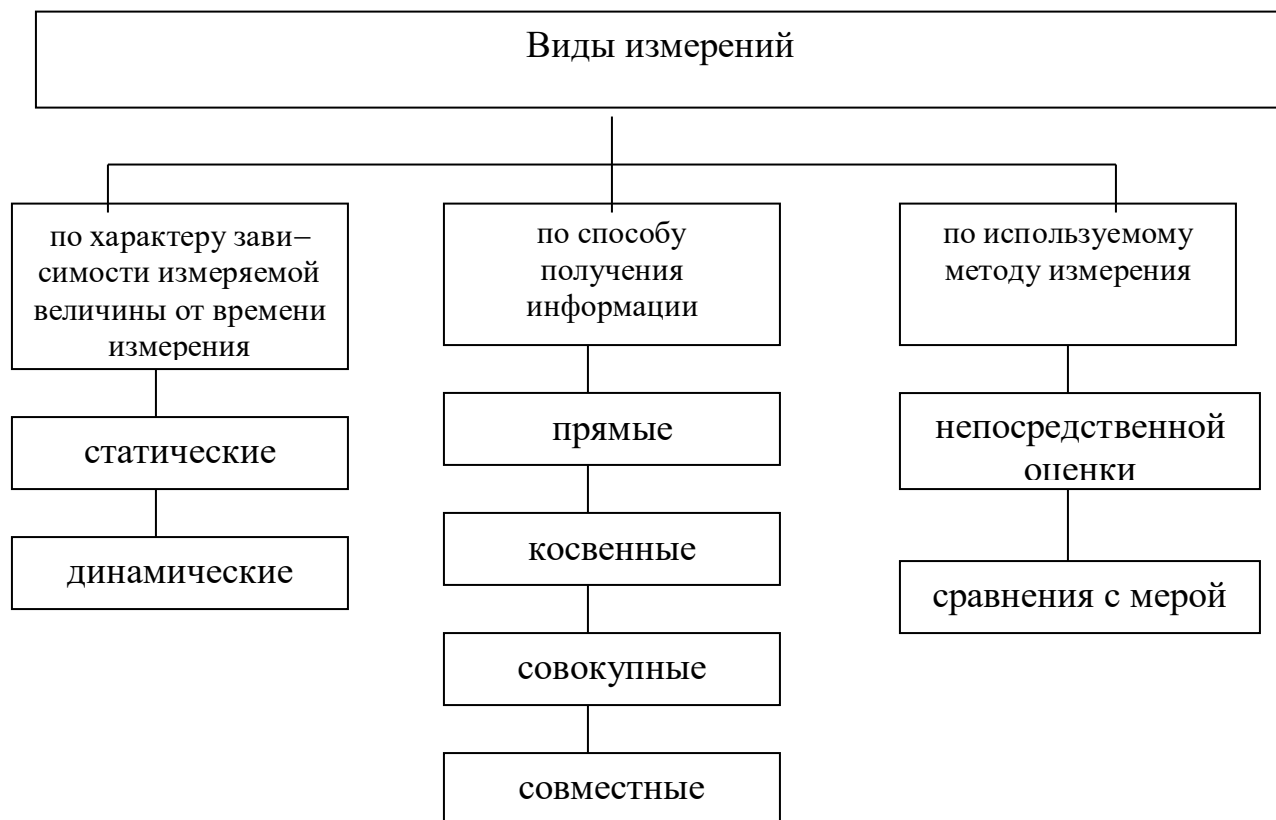 Виды измерений
по характеру зави–
симости измеряемой
величины от времени
измерения
статические
динамические
по способу
получения
информации
прямые
косвенные
совокупные
совместные
по используемому
методу измерения
непосредственной
оценки
сравнения с мерой